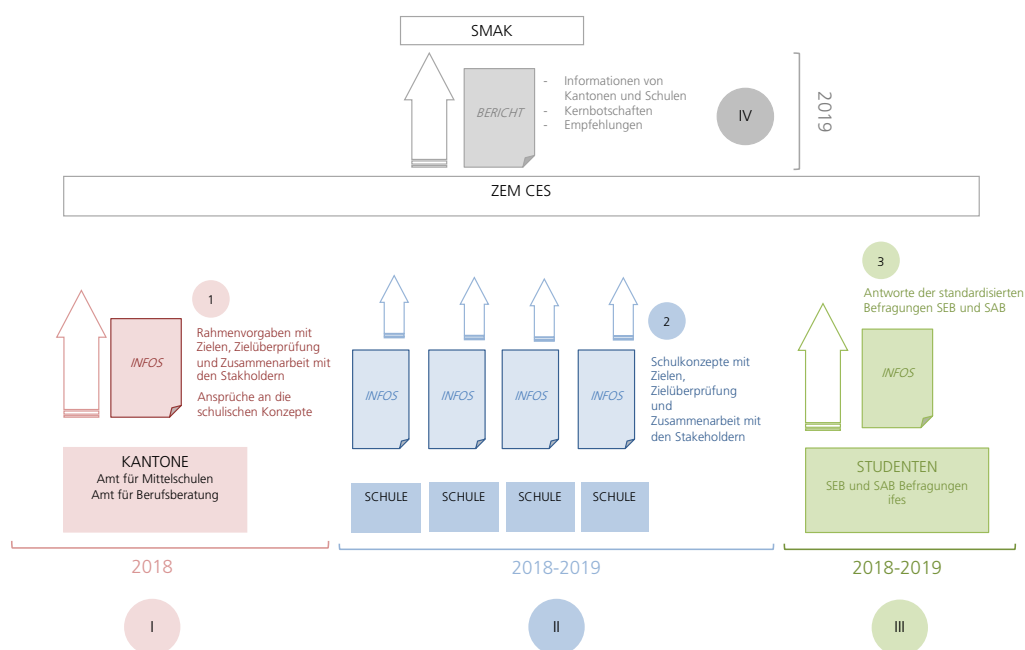 SMAK
BERICHT
- Informationen von
Kantonen und Schulen
- Kernbotschaften
- Empfehlungen
IV
2019
ZEM CES
1
INFOS
Rahmenvorgaben mit
Zielen, Zielüberprüfung
und Zusammenarbeit mit
den Stakholdern
Ansprüche an die
schulischen Konzepte
KANTONE
Amt für Mittelschulen
Amt für Berufsberatung
2018
I
INFOS
INFOS
INFOS
INFOS
2
Schulkonzepte mit
Zielen,
Zielüberprüfung
und
Zusammenarbeit mit
den Stakeholdern
SCHULE
SCHULE
SCHULE
SCHULE
2018-2019
II
3
Antworte der standardisierten
Befragungen SEB und SAB
INFOS
STUDENTEN
SEB und SAB Befragungen
ifes
2018-2019
III